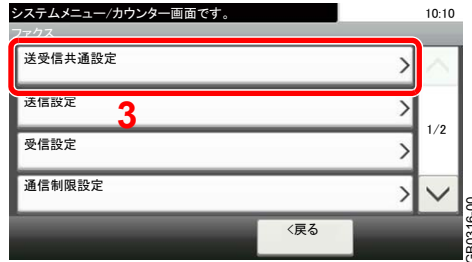 システムメニュー/カウンター画面です。 10:10
ファクス
送受信共通設定
送信設定
3
1/2
受信設定
通信制限設定
<戻る
GB0316-00